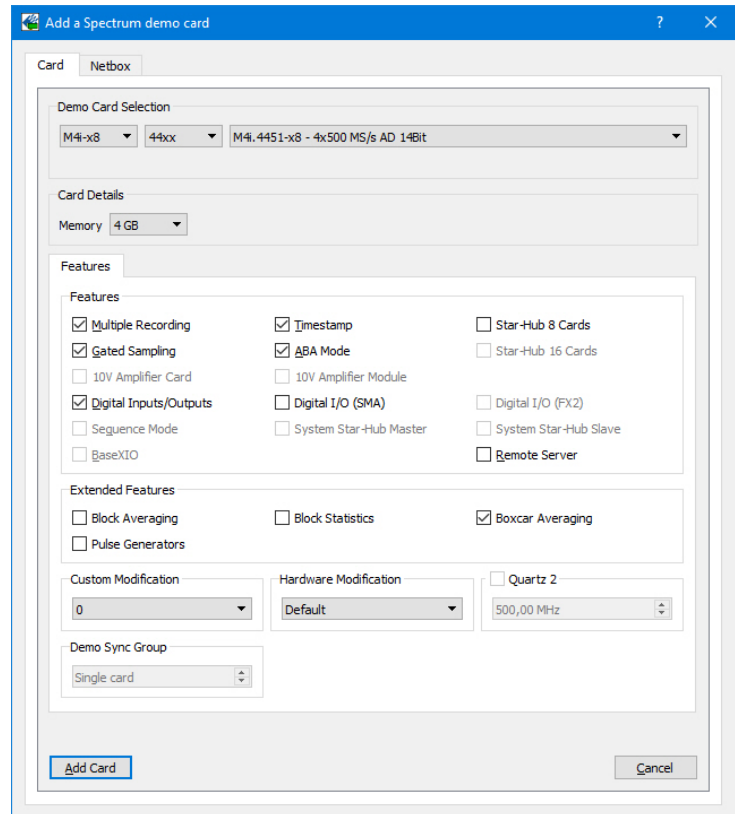 Add a Spectrum demo card ?
Card Netbox
Demo Card Selection
M4i-x8 44xx M4i.4451-x8 - 4x500 MS/s AD 14Bit
Card Details
Memory 4 GB
Features
Features
Multiple Recording Timestamp Star-Hub 8 Cards
Gated Sampling ABA Mode Star-Hub 16 Cards
10V Amplifier Card 10V Amplifier Module
Digital Inputs/Outputs Digital I/O (SMA) Digital I/O (FX2)
Sequence Mode System Star-Hub Master System Star-Hub Slave
BaseXIO Remote Server
Extended Features
Block Averaging Block Statistics Boxcar Averaging
Pulse Generators
Custom Modification Hardware Modification Quartz 2
0 Default 500,00 MHz
Demo Sync Group
Single card
Add Card Cancel